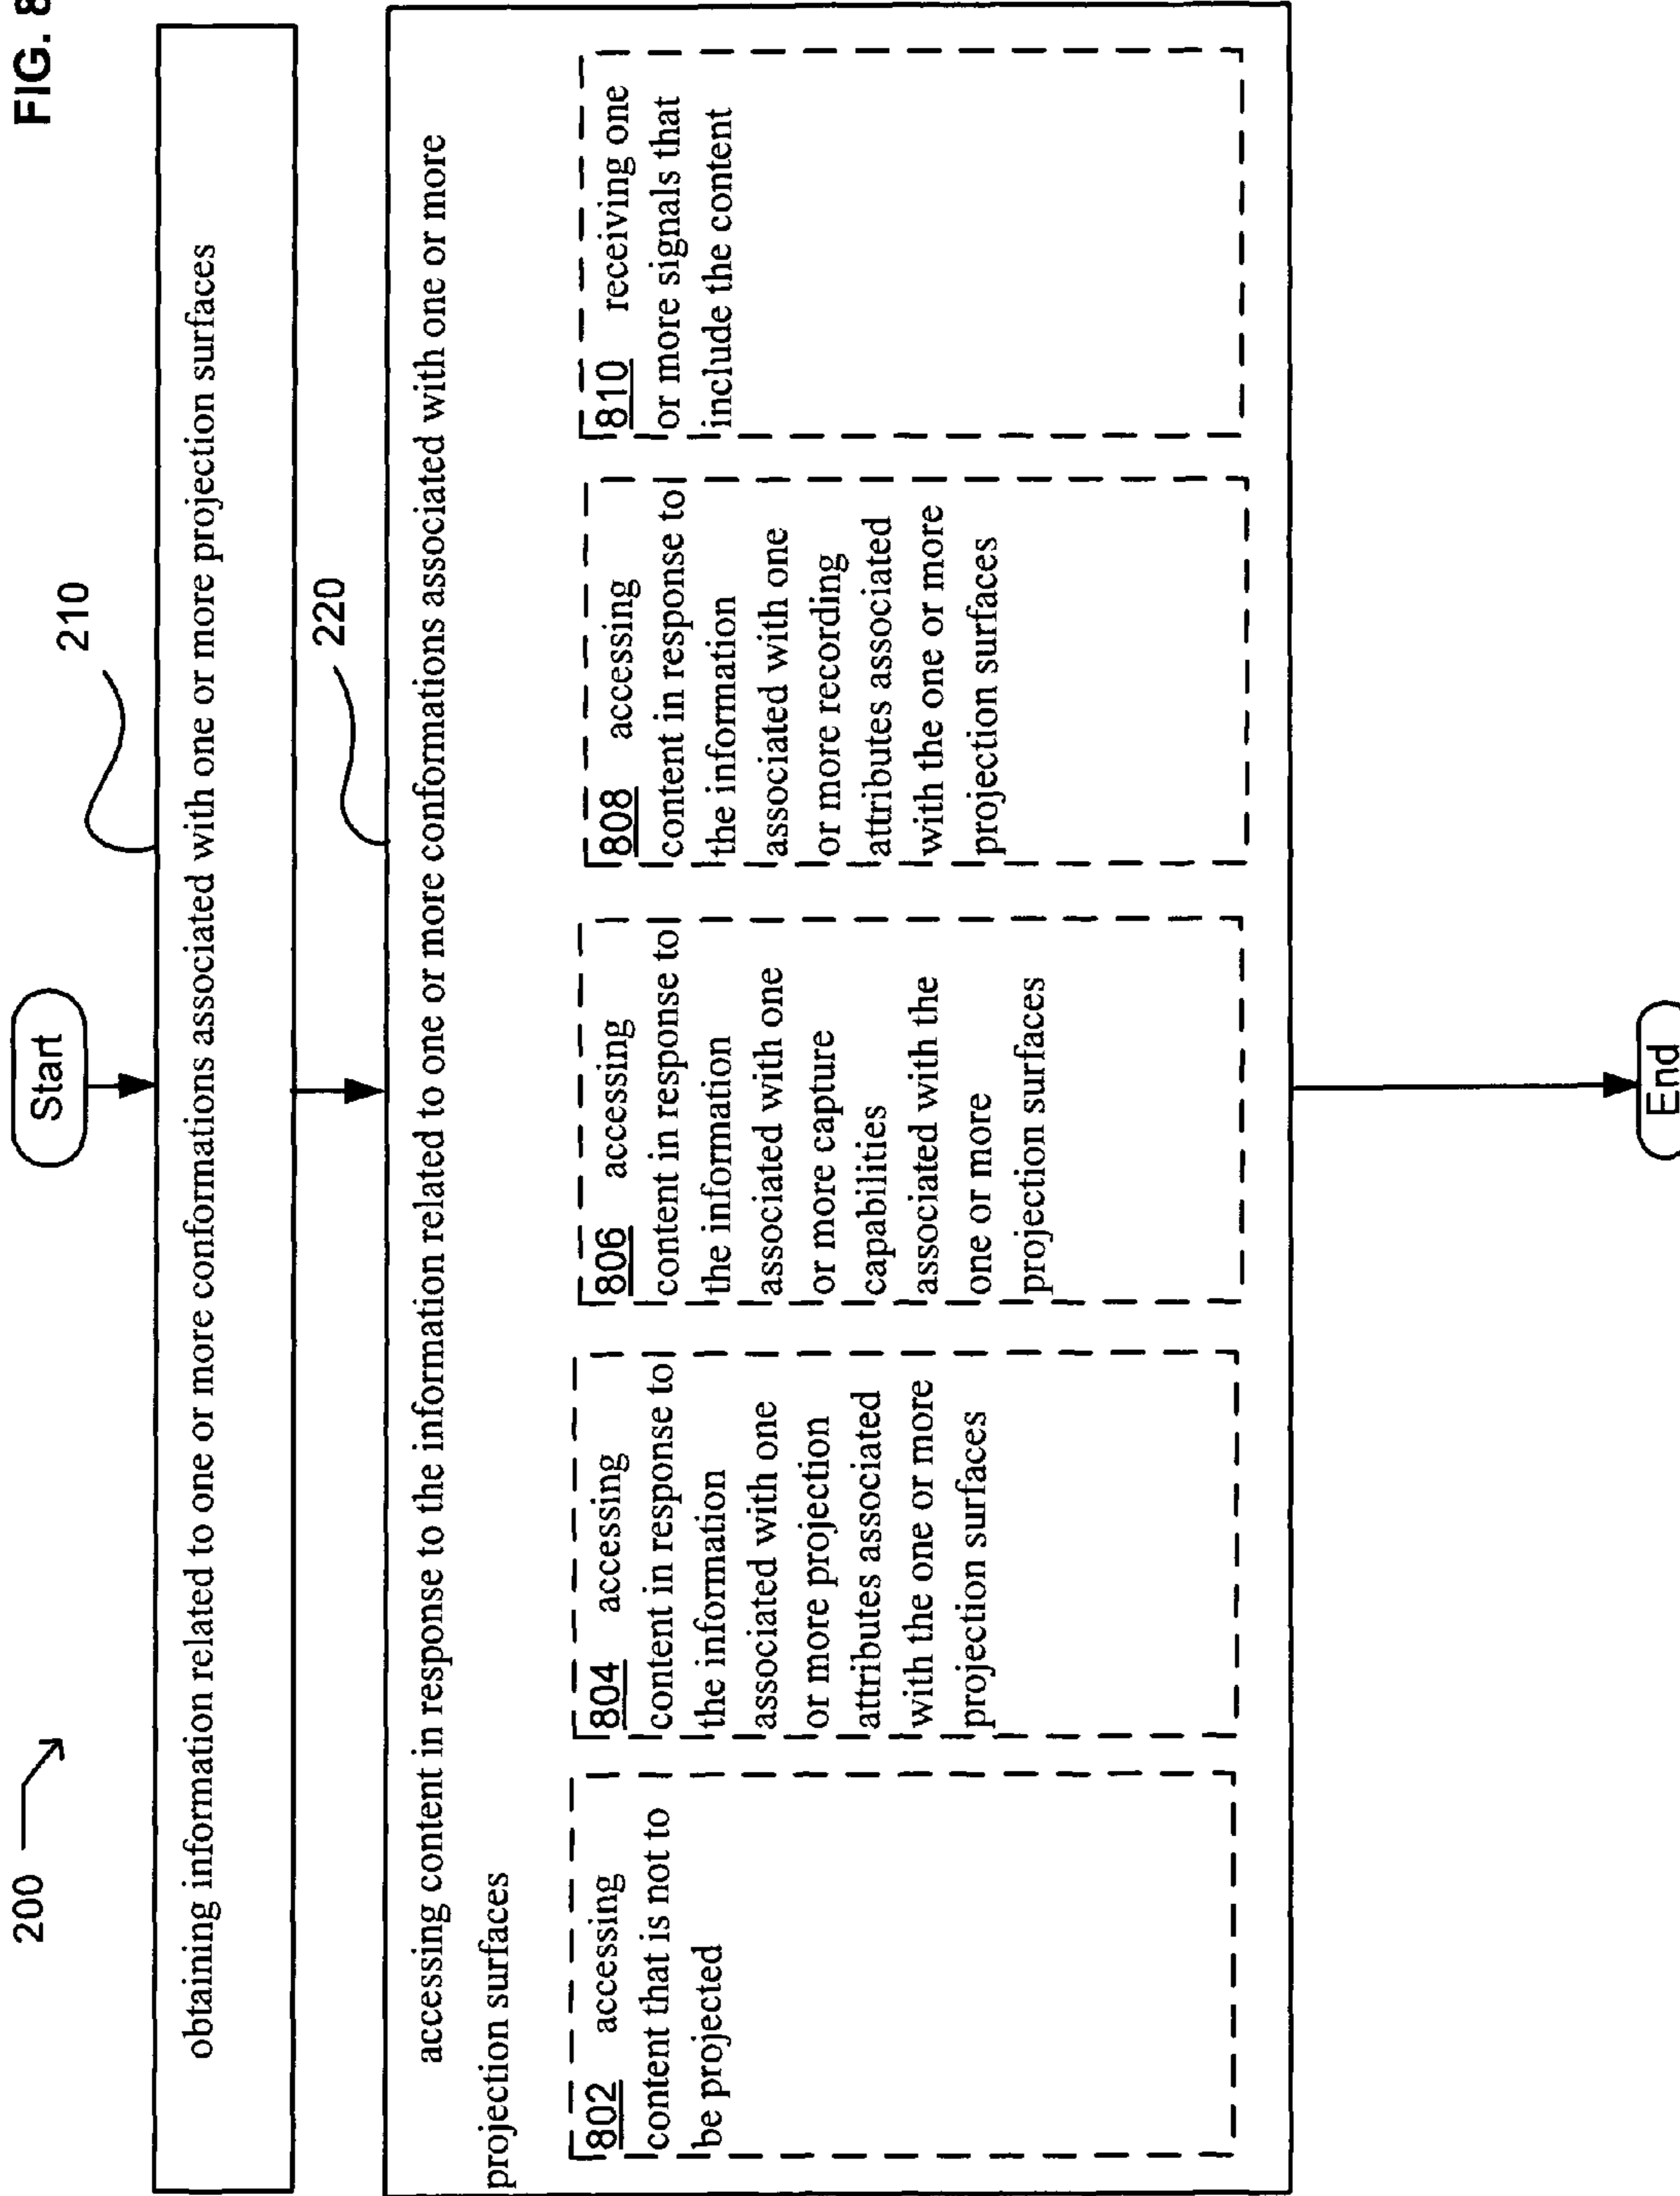 FIG. 8
200
Start
210
obtaining information related to one or more conformations associated with one or more projection surfaces
220
accessing content in response to the information related to one or more conformations associated with one or more
projection surfaces
802 accessing
content that is not to
be projected
804 accessing
content in response to
the information
associated with one
or more projection
attributes associated
with the one or more
projection surfaces
806 accessing
content in response to
the information
associated with one
or more capture
capabilities
associated with the
one or more
projection surfaces
808 accessing
content in response to
the information
associated with one
or more recording
attributes associated
with the one or more
projection surfaces
810 receiving one
or more signals that
include the content
End